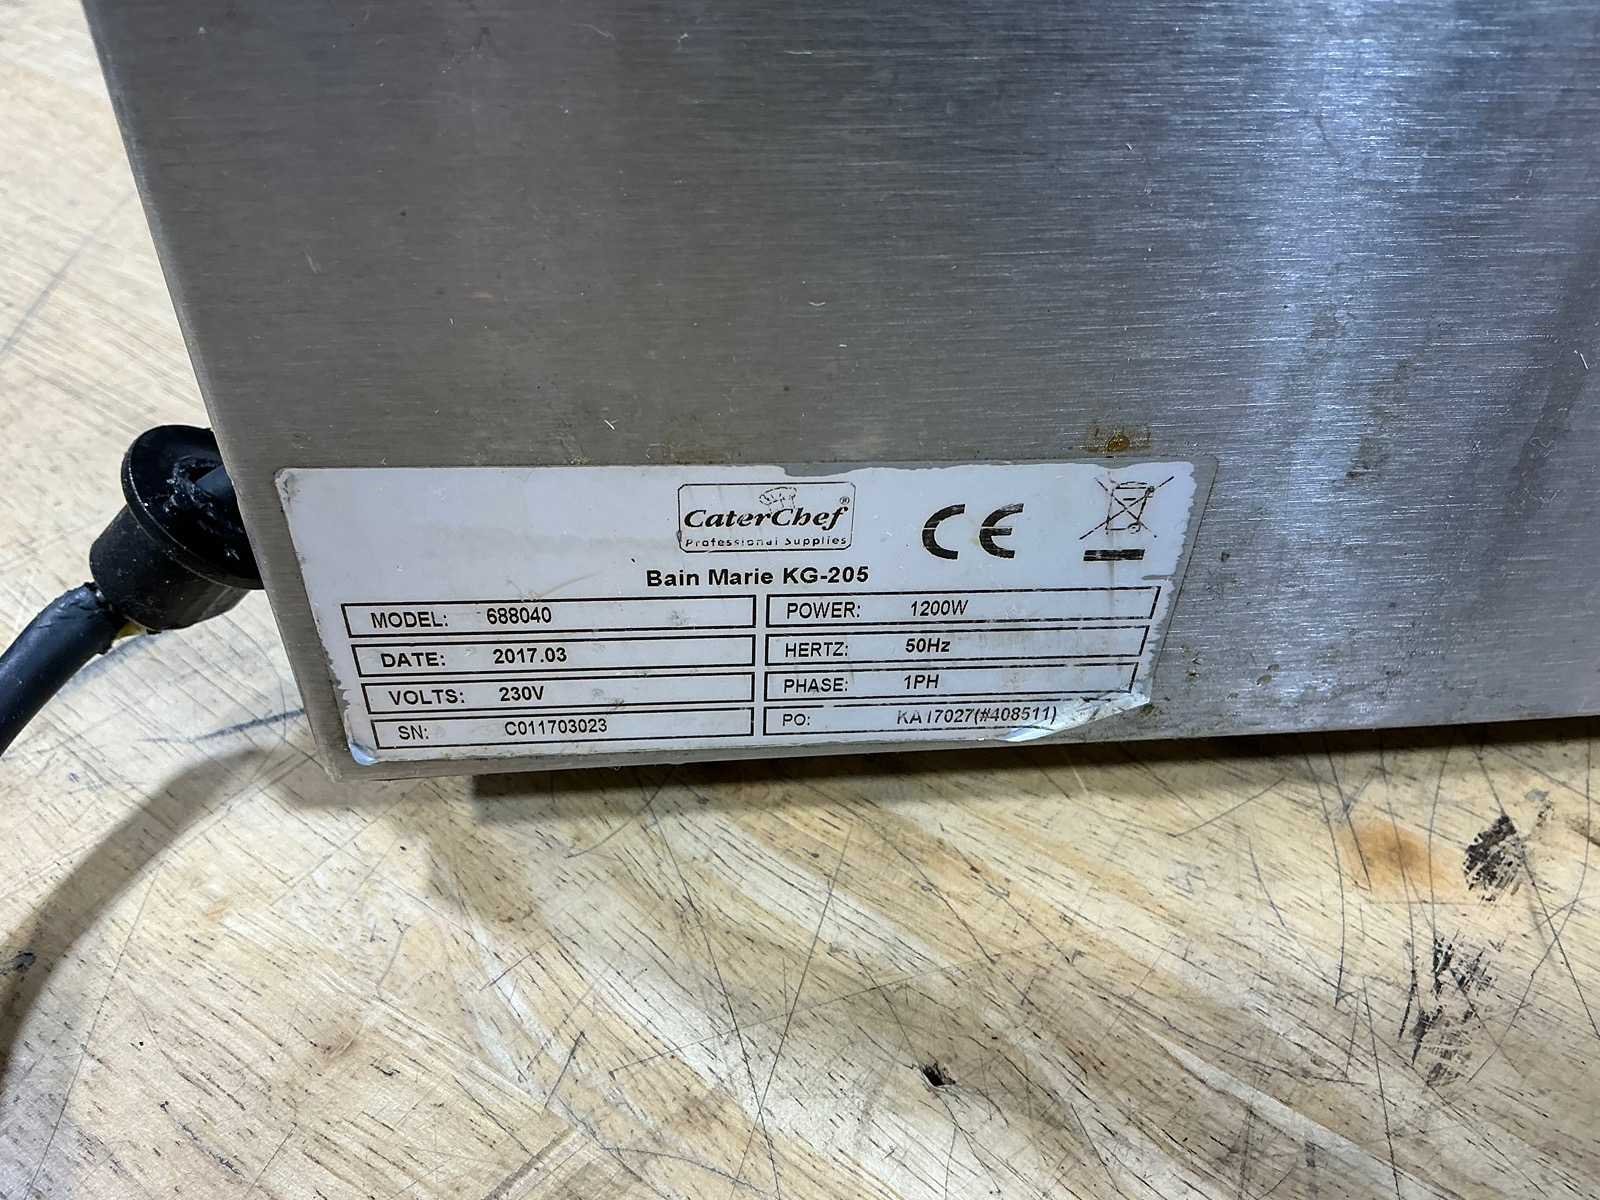 CaterChef®
Professional Supplies
CE
Bain Marie KG-205
MODEL: 688040
POWER: 1200W
DATE: 2017.03
HERTZ: 50Hz
VOLTS: 230V
PHASE: 1PH
SN: C011703023
PO: KA17027(#408511)